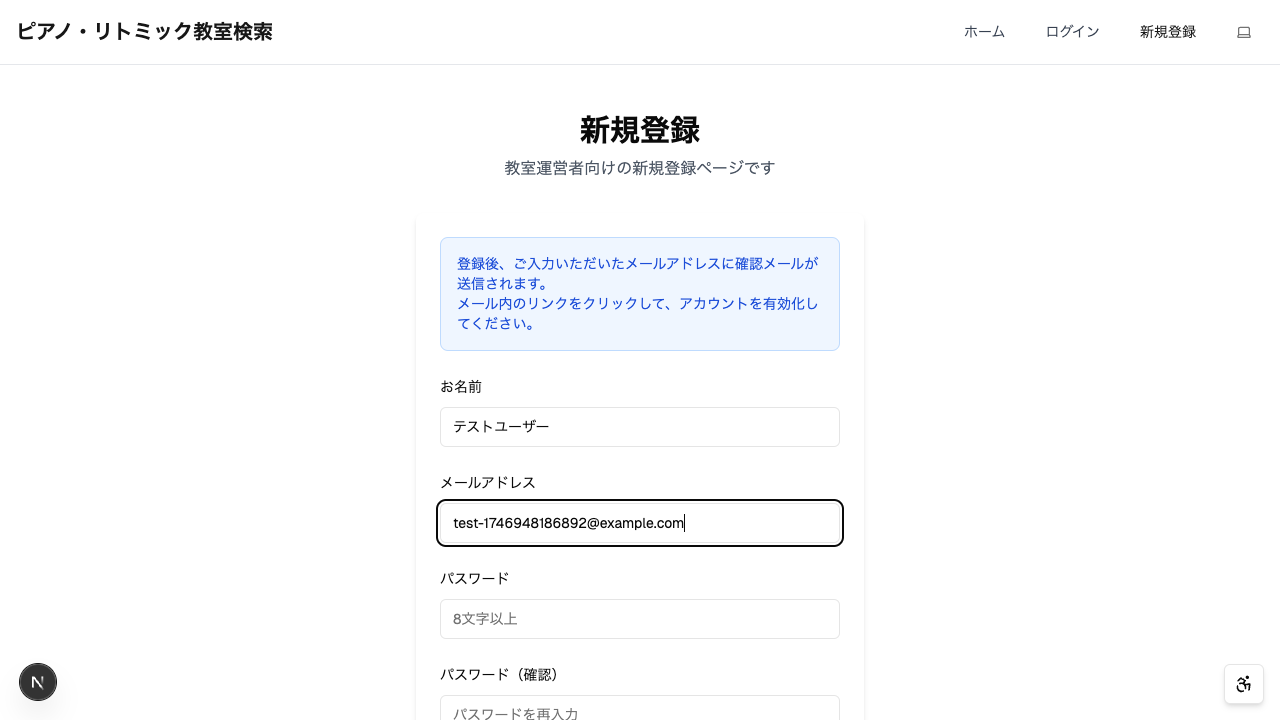 ピアノ・リトミック教室検索
ホーム
ログイン
新規登録
新規登録
教室運営者向けの新規登録ページです
登録後、ご入力いただいたメールアドレスに確認メールが
送信されます。
メール内のリンクをクリックして、アカウントを有効化し
てください。
お名前
テストユーザー
メールアドレス
test-1746948186892@example.com
パスワード
8文字以上
パスワード（確認）
パスワードを再入力
N